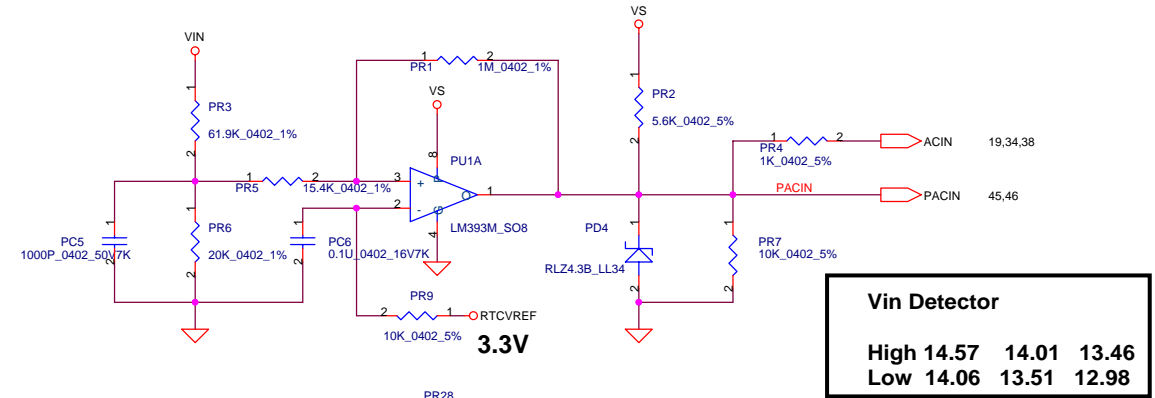 VS
VIN
1 PR1 2
1M_0402_1%
VS
1
PR3
61.9K_0402_1%
2
1
PR2
5.6K_0402_5%
2
8
PU1A
P
1 PR4 2
1K_0402_5%
ACIN 19,34,38
1 PR5 2
15.4K_0402_1%
3 +
2 -
O 1
G
4
LM393M_SO8
PACIN
PACIN 45,46
1
PC5
1000P_0402_50V7K
2
1
PR6
20K_0402_1%
2
1
PC6
0.1U_0402_16V7K
2
1
PD4
RLZ4.3B_LL34
2
1
PR7
10K_0402_5%
2
PR9
2 1
RTCVREF
10K_0402_5%
3.3V
Vin Detector
High 14.57 14.01 13.46
Low 14.06 13.51 12.98
PR28